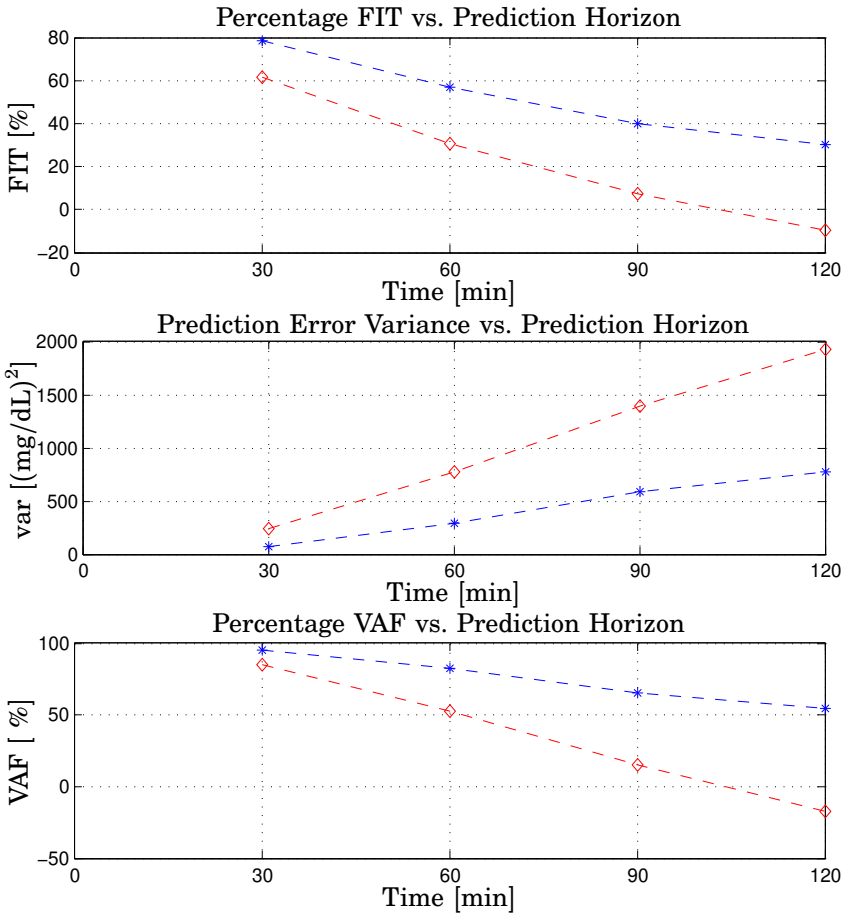 Percentage FIT vs. Prediction Horizon
FIT [%]
80
60
40
20
0
−20
0 30 60 90 120
Time [min]
Prediction Error Variance vs. Prediction Horizon
var [(mg/dL)²]
2000
1500
1000
500
0
0 30 60 90 120
Time [min]
Percentage VAF vs. Prediction Horizon
VAF [ %]
100
50
0
−50
0 30 60 90 120
Time [min]